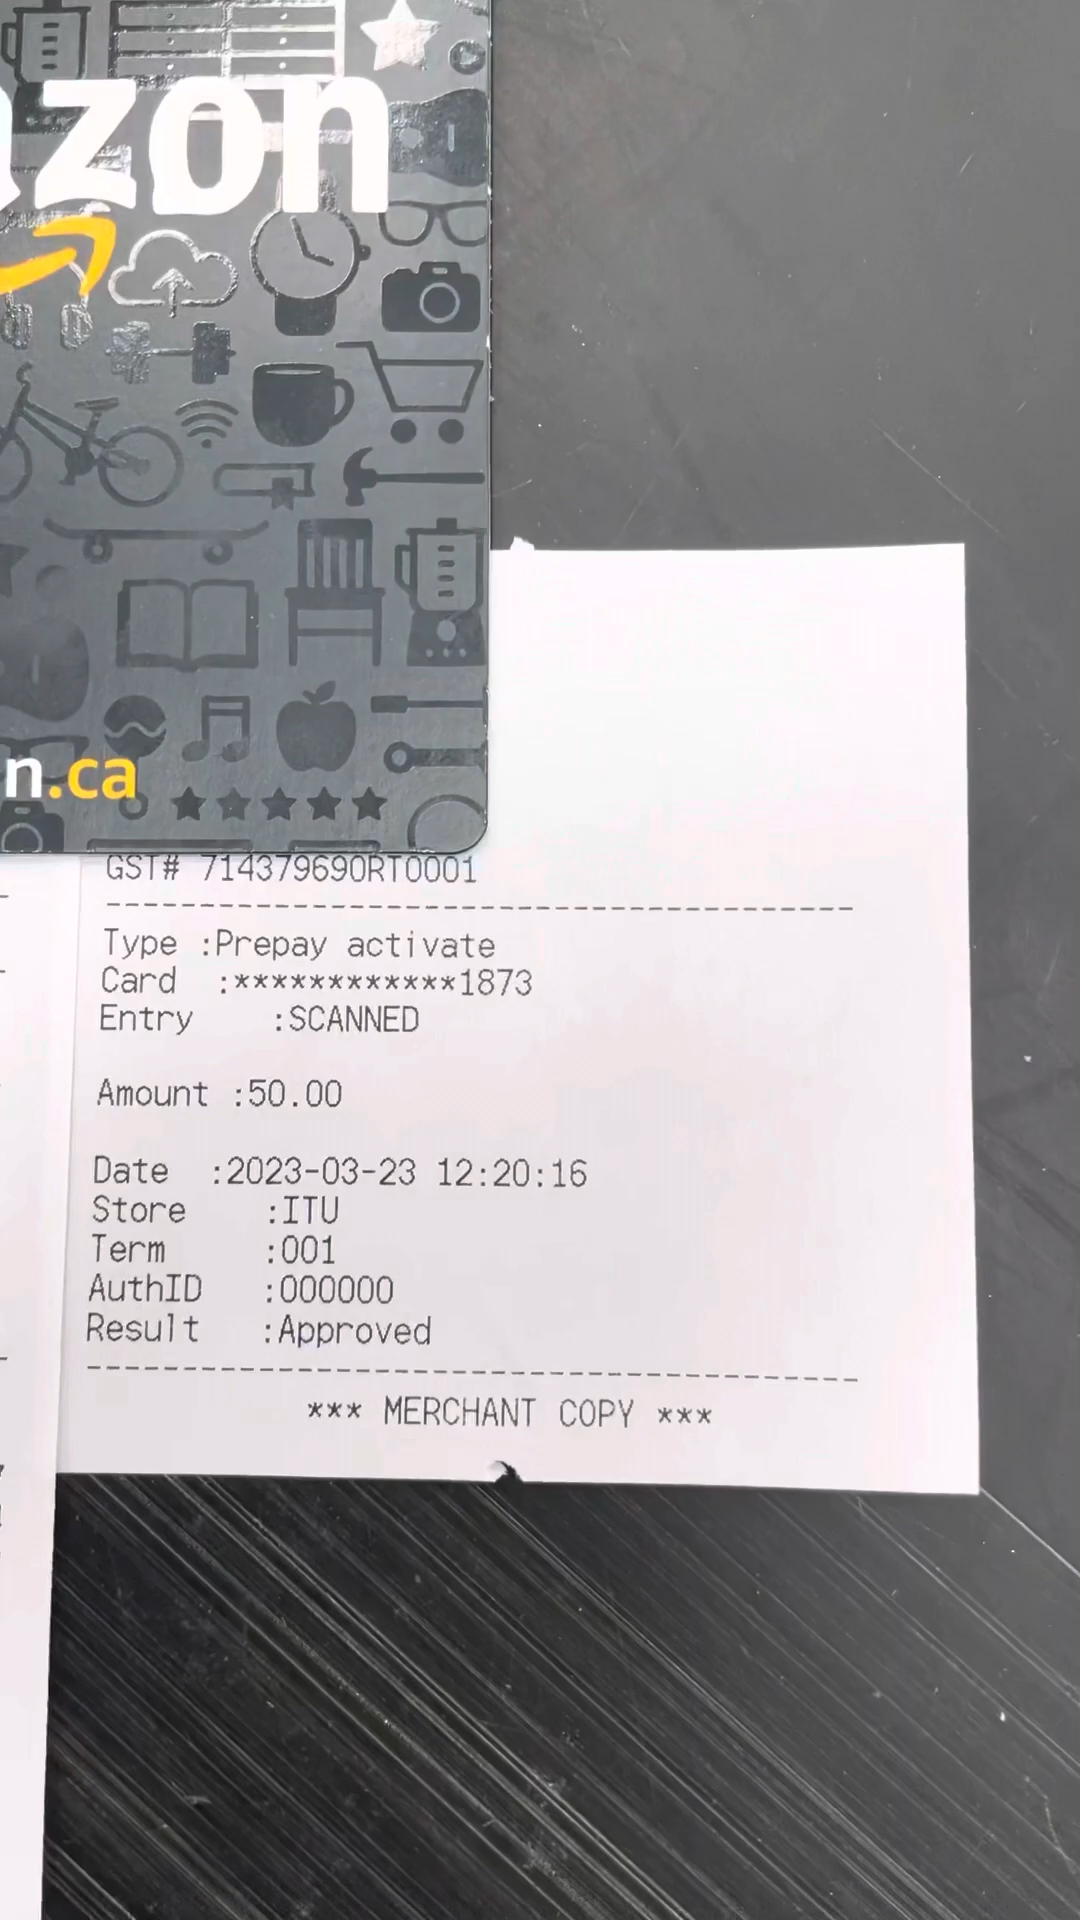 azon
n.ca
GST# 714379690RT0001
Type :Prepay activate
Card :************1873
Entry :SCANNED
Amount :50.00
Date :2023-03-23 12:20:16
Store :ITU
Term :001
AuthID :000000
Result :Approved
*** MERCHANT COPY ***